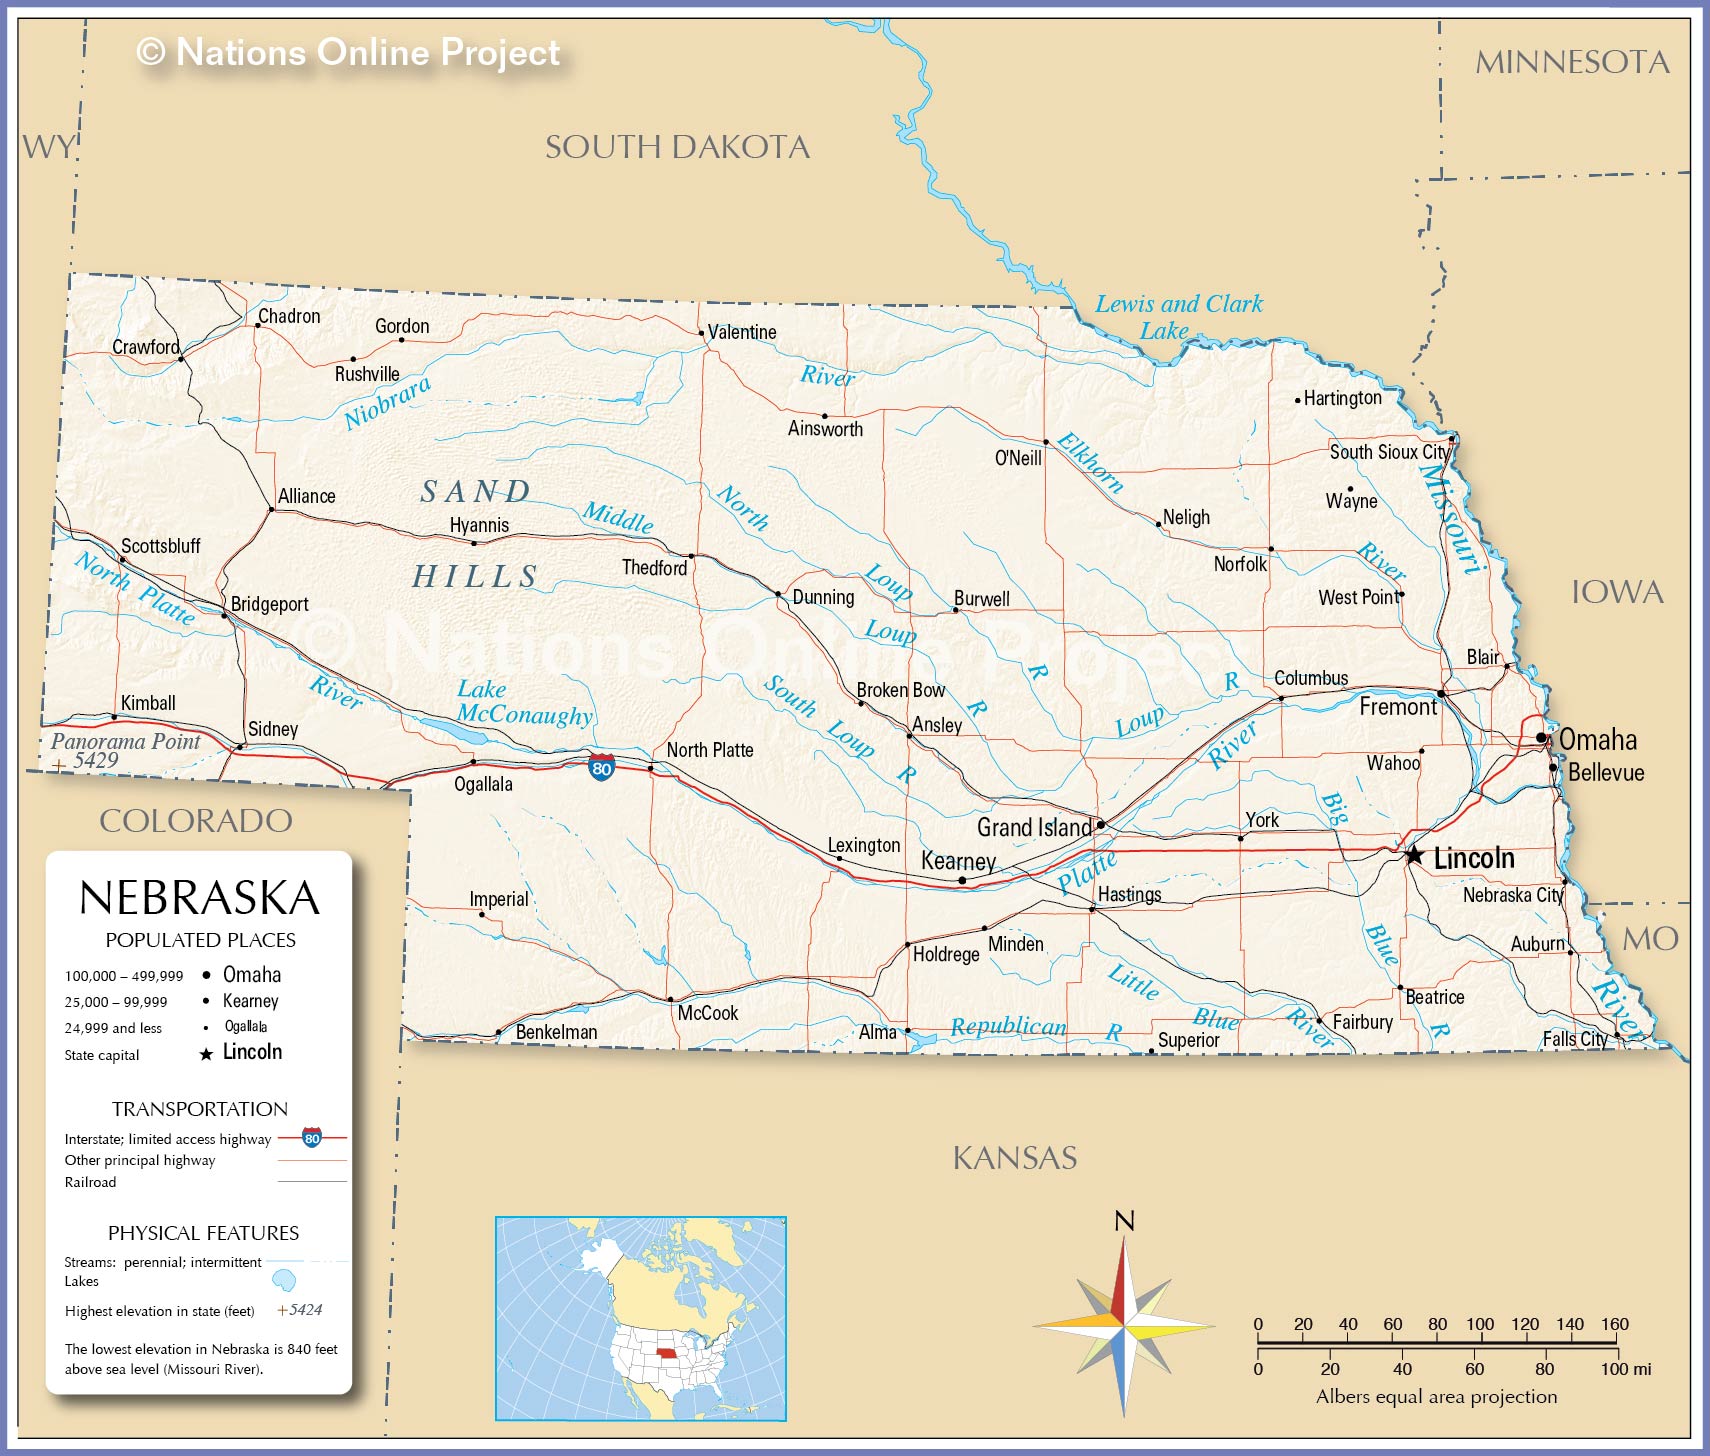 © Nations Online Project
MINNESOTA
WY
SOUTH DAKOTA
Lewis and Clark
Lake
Chadron
Gordon
Crawford
Valentine
Rushville
River
Niobrara
Hartington
Ainsworth
O'Neill
Elkhorn
South Sioux City
Missouri
SAND
Alliance
North
Wayne
Hyannis
Middle
Neligh
Scottsbluff
Thedford
Norfolk
River
HILLS
North Platte
Loup
IOWA
Bridgeport
Dunning
Burwell
West Point
© Nations Online Project
Loup
R
Blair
River
Lake
McConaughy
South Loup R
Broken Bow
R
Loup
R
Columbus
Kimball
Fremont
Sidney
Ansley
Panorama Point
5429
North Platte
River
Omaha
80
Wahoo
Bellevue
Ogallala
Big
COLORADO
Grand Island
York
Lexington
Kearney
Platte
Lincoln
Imperial
Hastings
Nebraska City
Holdrege
Minden
Blue
Auburn
MO
Little
Beatrice
River
McCook
Benkelman
Alma
Republican R
Blue
River
Fairbury
R
Superior
Falls City
KANSAS
NEBRASKA
POPULATED PLACES
100,000 – 499,999 Omaha
25,000 – 99,999 Kearney
24,999 and less Ogallala
State capital Lincoln
TRANSPORTATION
Interstate; limited access highway 80
Other principal highway
Railroad
PHYSICAL FEATURES
Streams: perennial; intermittent
Lakes
Highest elevation in state (feet) +5424
The lowest elevation in Nebraska is 840 feet
above sea level (Missouri River).
N
0 20 40 60 80 100 120 140 160
0 20 40 60 80 100 mi
Albers equal area projection